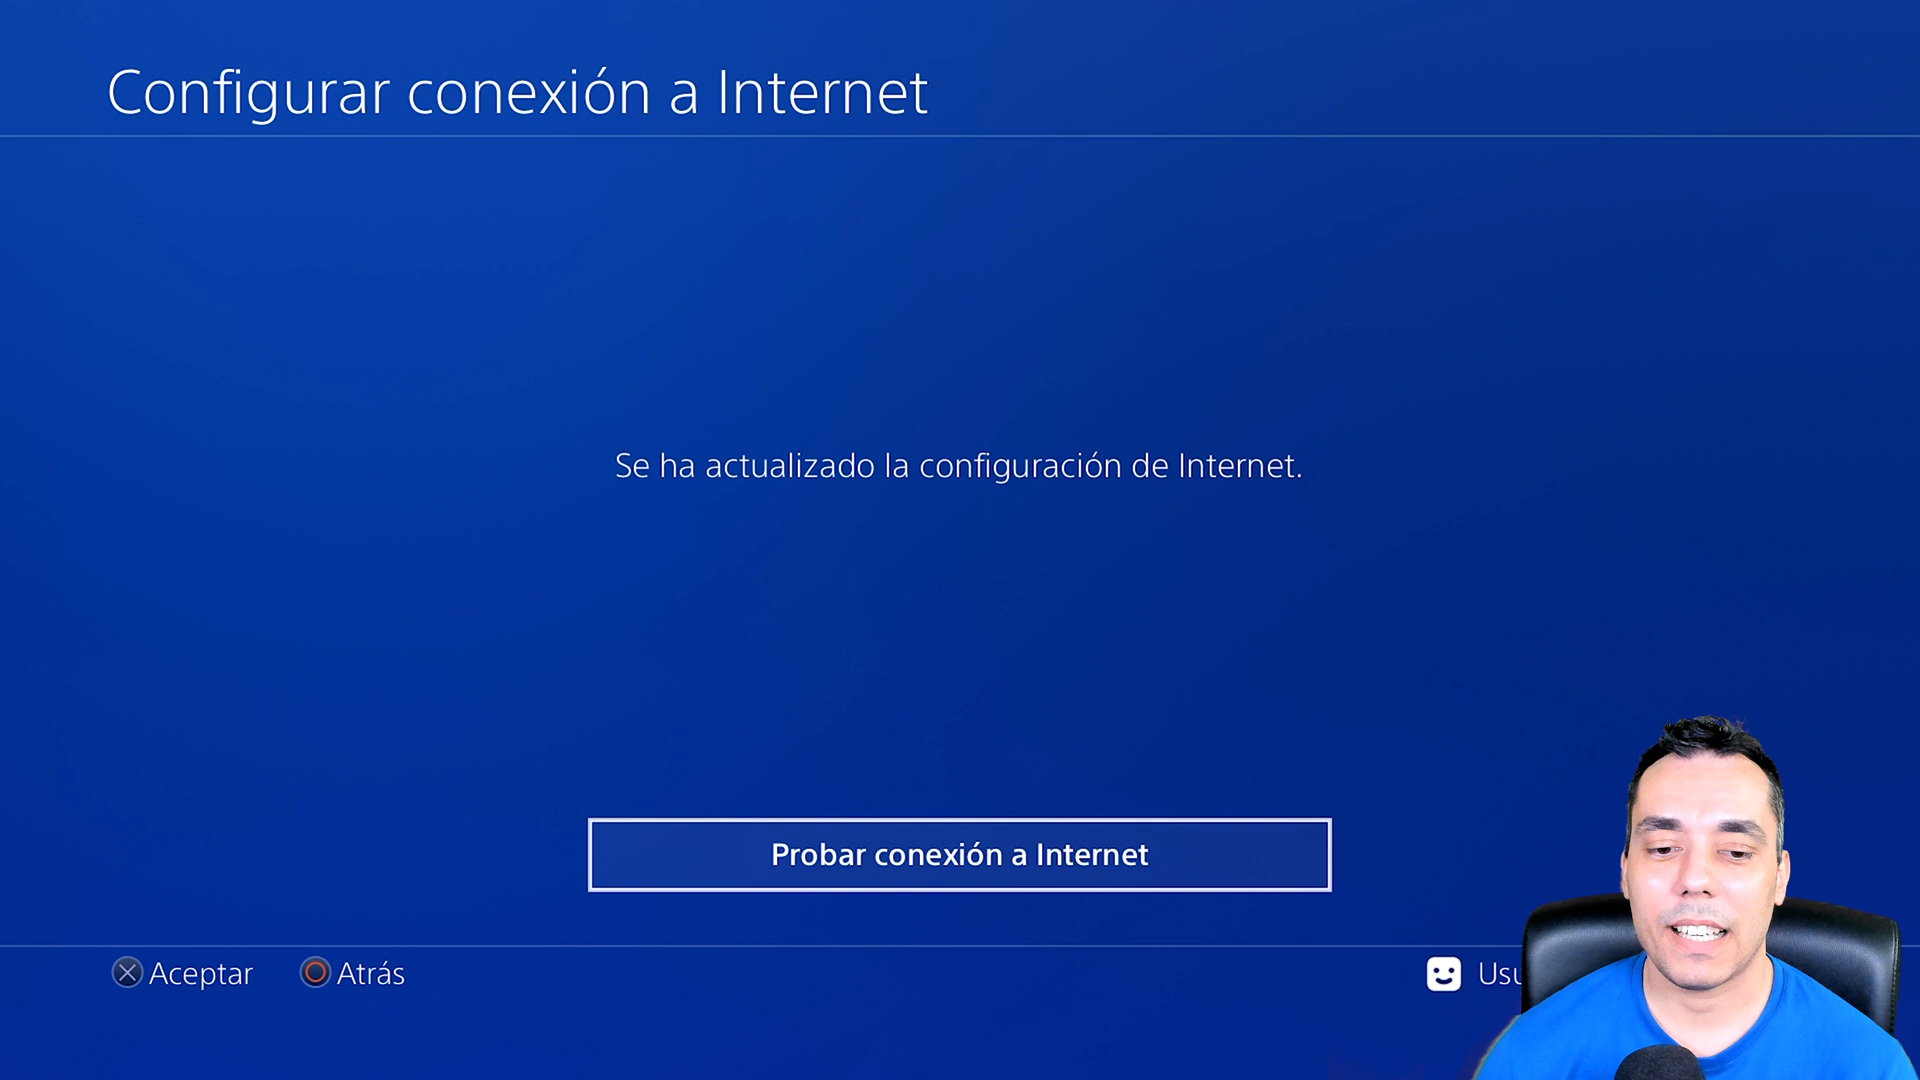 Configurar conexión a Internet
Se ha actualizado la configuración de Internet.
Probar conexión a Internet
Aceptar
Atrás